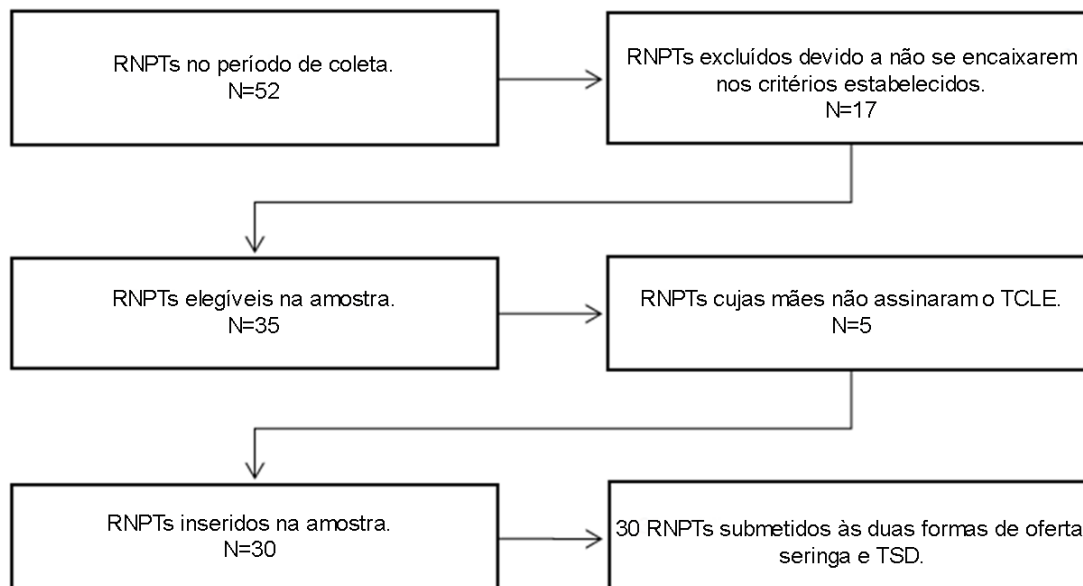 RNPTs no período de coleta.
N=52
RNPTs excluídos devido a não se encaixarem
nos critérios estabelecidos.
N=17
RNPTs elegíveis na amostra.
N=35
RNPTs cujas mães não assinaram o TCLE.
N=5
RNPTs inseridos na amostra.
N=30
30 RNPTs submetidos às duas formas de oferta
seringa e TSD.